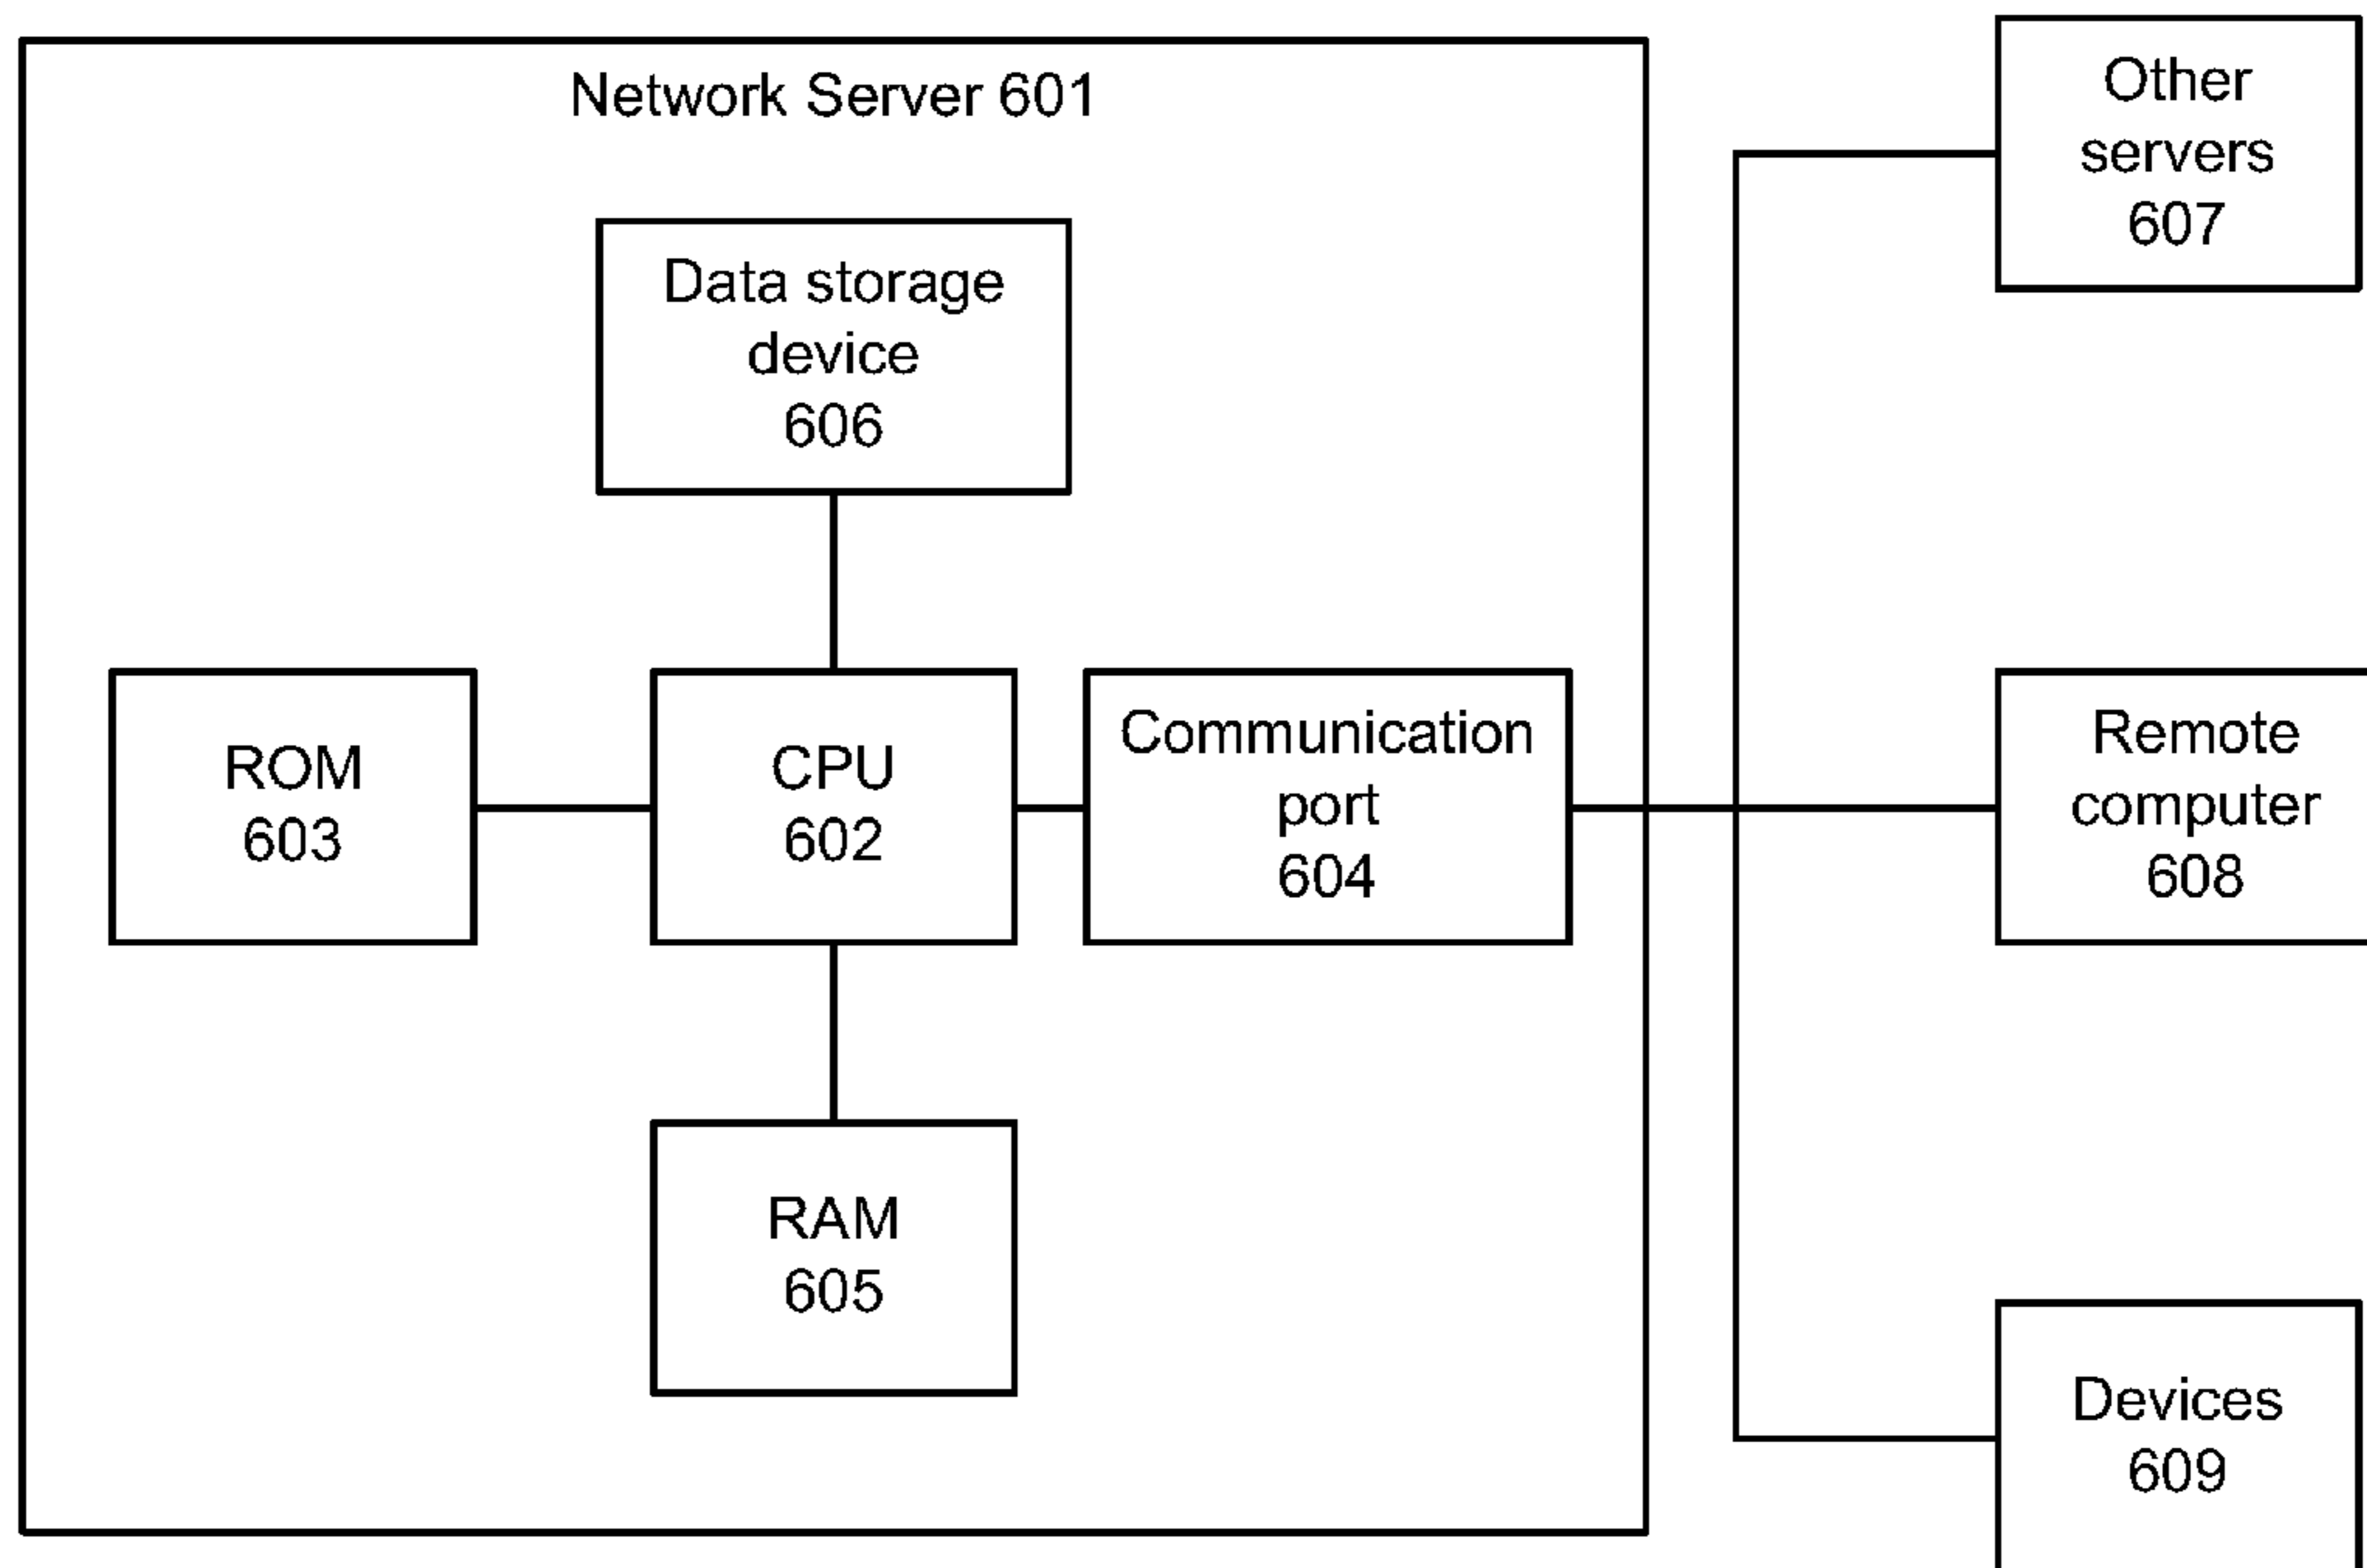 Network Server 601
Other
servers
607
Data storage
device
606
ROM
603
CPU
602
Communication
port
604
Remote
computer
608
RAM
605
Devices
609